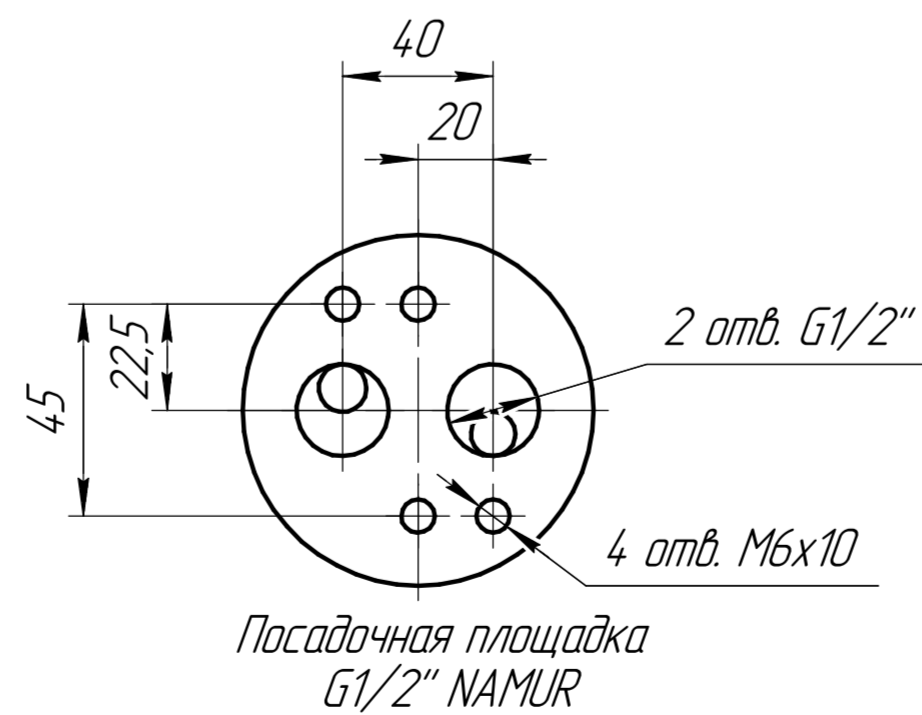 40
20
22,5
45
2 отв. G1/2"
4 отв. M6x10
Посадочная площадка
G1/2" NAMUR